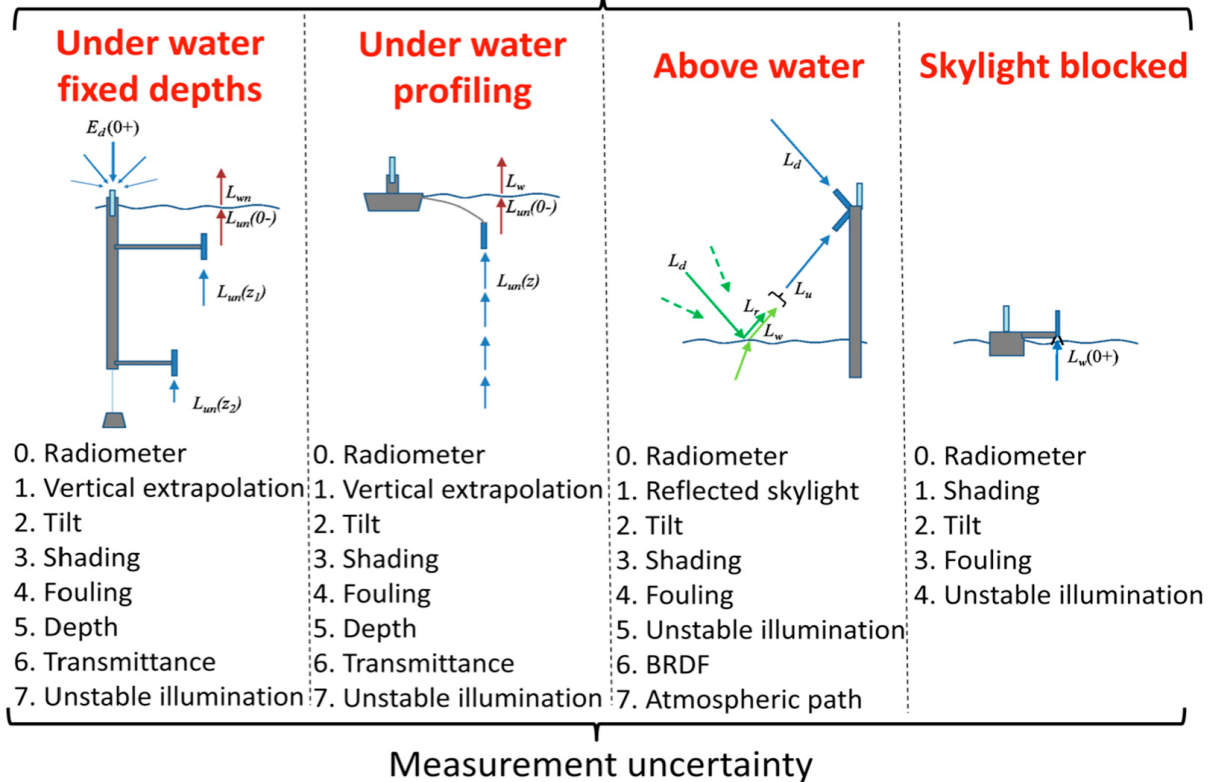 Under water
fixed depths
E_d(0+)
L_wn
L_un(0-)
L_un(z_1)
L_un(z_2)
0. Radiometer
1. Vertical extrapolation
2. Tilt
3. Shading
4. Fouling
5. Depth
6. Transmittance
7. Unstable illumination
Under water
profiling
L_w
L_un(0-)
L_un(z)
0. Radiometer
1. Vertical extrapolation
2. Tilt
3. Shading
4. Fouling
5. Depth
6. Transmittance
7. Unstable illumination
Above water
L_d
L_d
L_r
L_u
L_w
0. Radiometer
1. Reflected skylight
2. Tilt
3. Shading
4. Fouling
5. Unstable illumination
6. BRDF
7. Atmospheric path
Skylight blocked
L_w(0+)
0. Radiometer
1. Shading
2. Tilt
3. Fouling
4. Unstable illumination
Measurement uncertainty